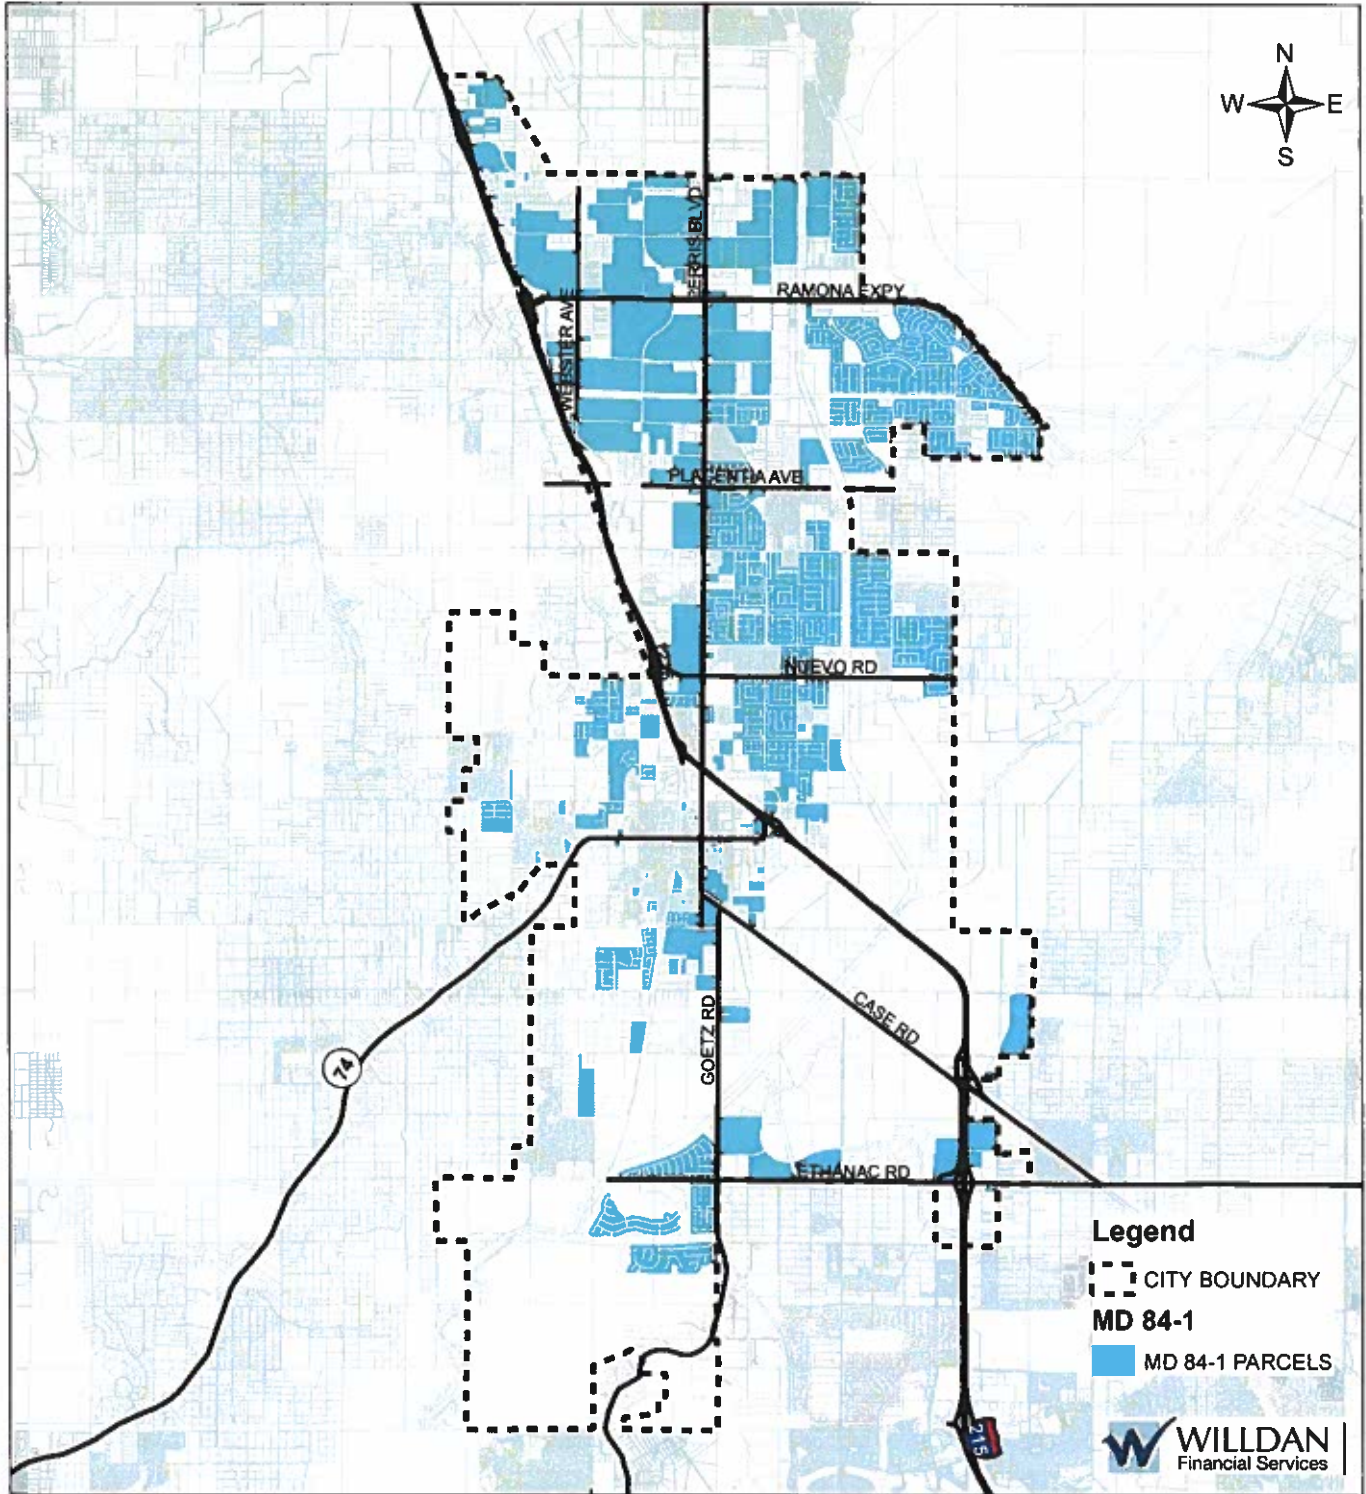 N
W E
S
PERRIS BLVD
RAMONA EXPY
WEBSTER AVE
PLACENTIA AVE
NUEVO RD
CASE RD
GOETZ RD
74
ETHANAC RD
Legend
CITY BOUNDARY
MD 84-1
MD 84-1 PARCELS
215
WILLDAN
Financial Services